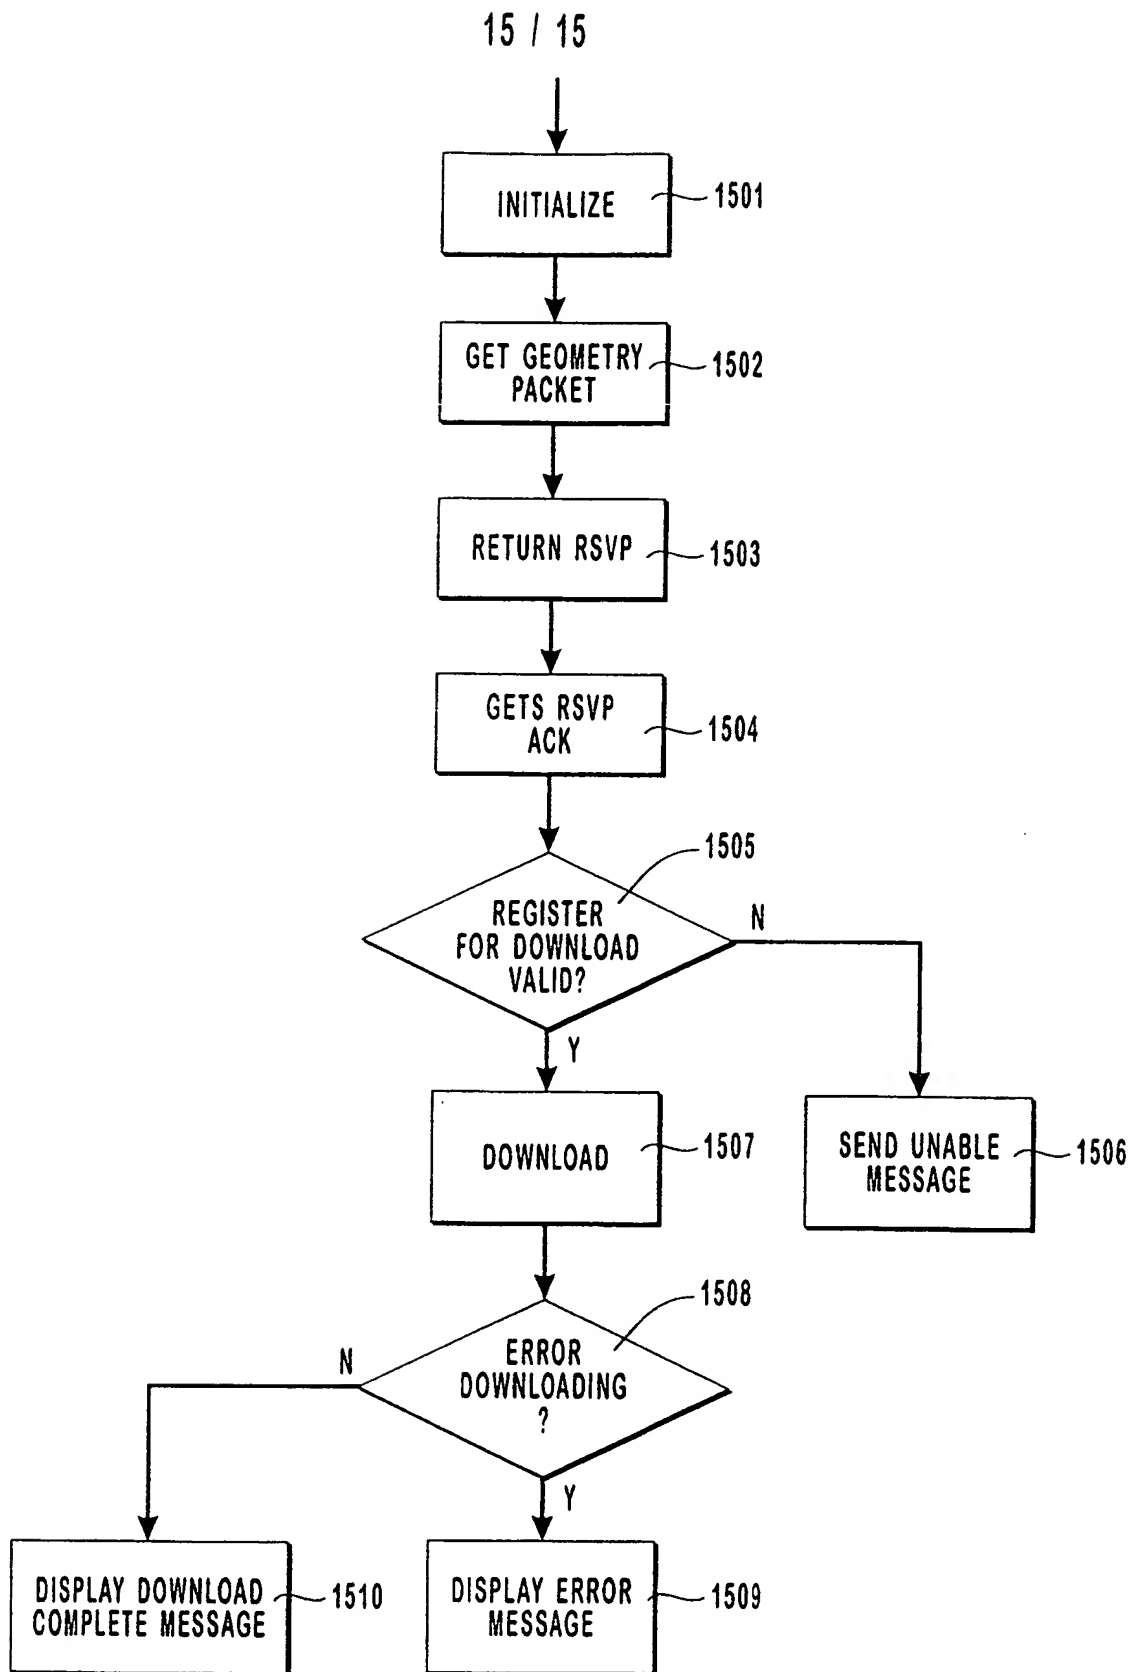 15 / 15
INITIALIZE
1501
GET GEOMETRY
PACKET
1502
RETURN RSVP
1503
GETS RSVP
ACK
1504
1505
REGISTER
FOR DOWNLOAD
VALID?
N
Y
DOWNLOAD
1507
SEND UNABLE
MESSAGE
1506
1508
ERROR
DOWNLOADING
?
N
Y
DISPLAY DOWNLOAD
COMPLETE MESSAGE
1510
DISPLAY ERROR
MESSAGE
1509